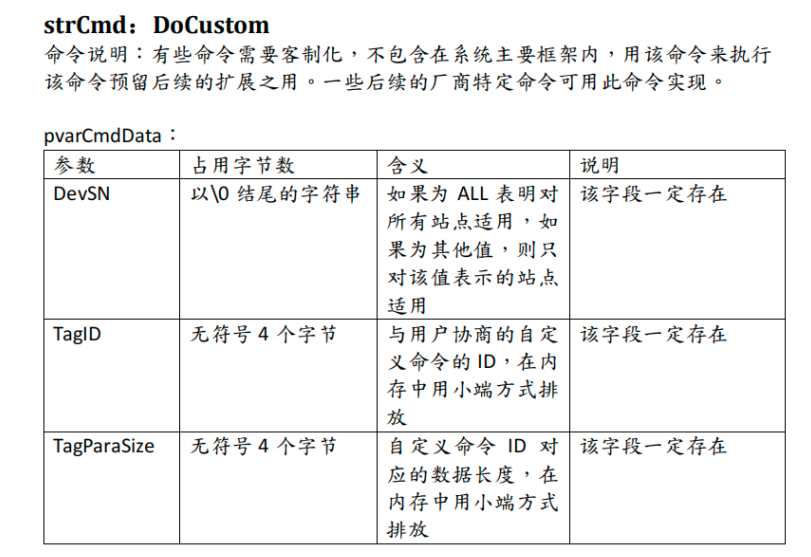 strCmd：DoCustom
命令说明：有些命令需要客制化，不包含在系统主要框架内，用该命令来执行
该命令预留后续的扩展之用。一些后续的厂商特定命令可用此命令实现。
pvarCmdData：
参数 占用字节数 含义 说明
DevSN 以\0 结尾的字符串 如果为 ALL 表明对 该字段一定存在
所有站点适用，如
果为其他值，则只
对该值表示的站点
适用
TagID 无符号 4 个字节 与用户协商的自定 该字段一定存在
义命令的 ID，在内
存中用小端方式排
放
TagParaSize 无符号 4 个字节 自定义命令 ID 对 该字段一定存在
应的数据长度，在
内存中用小端方式
排放